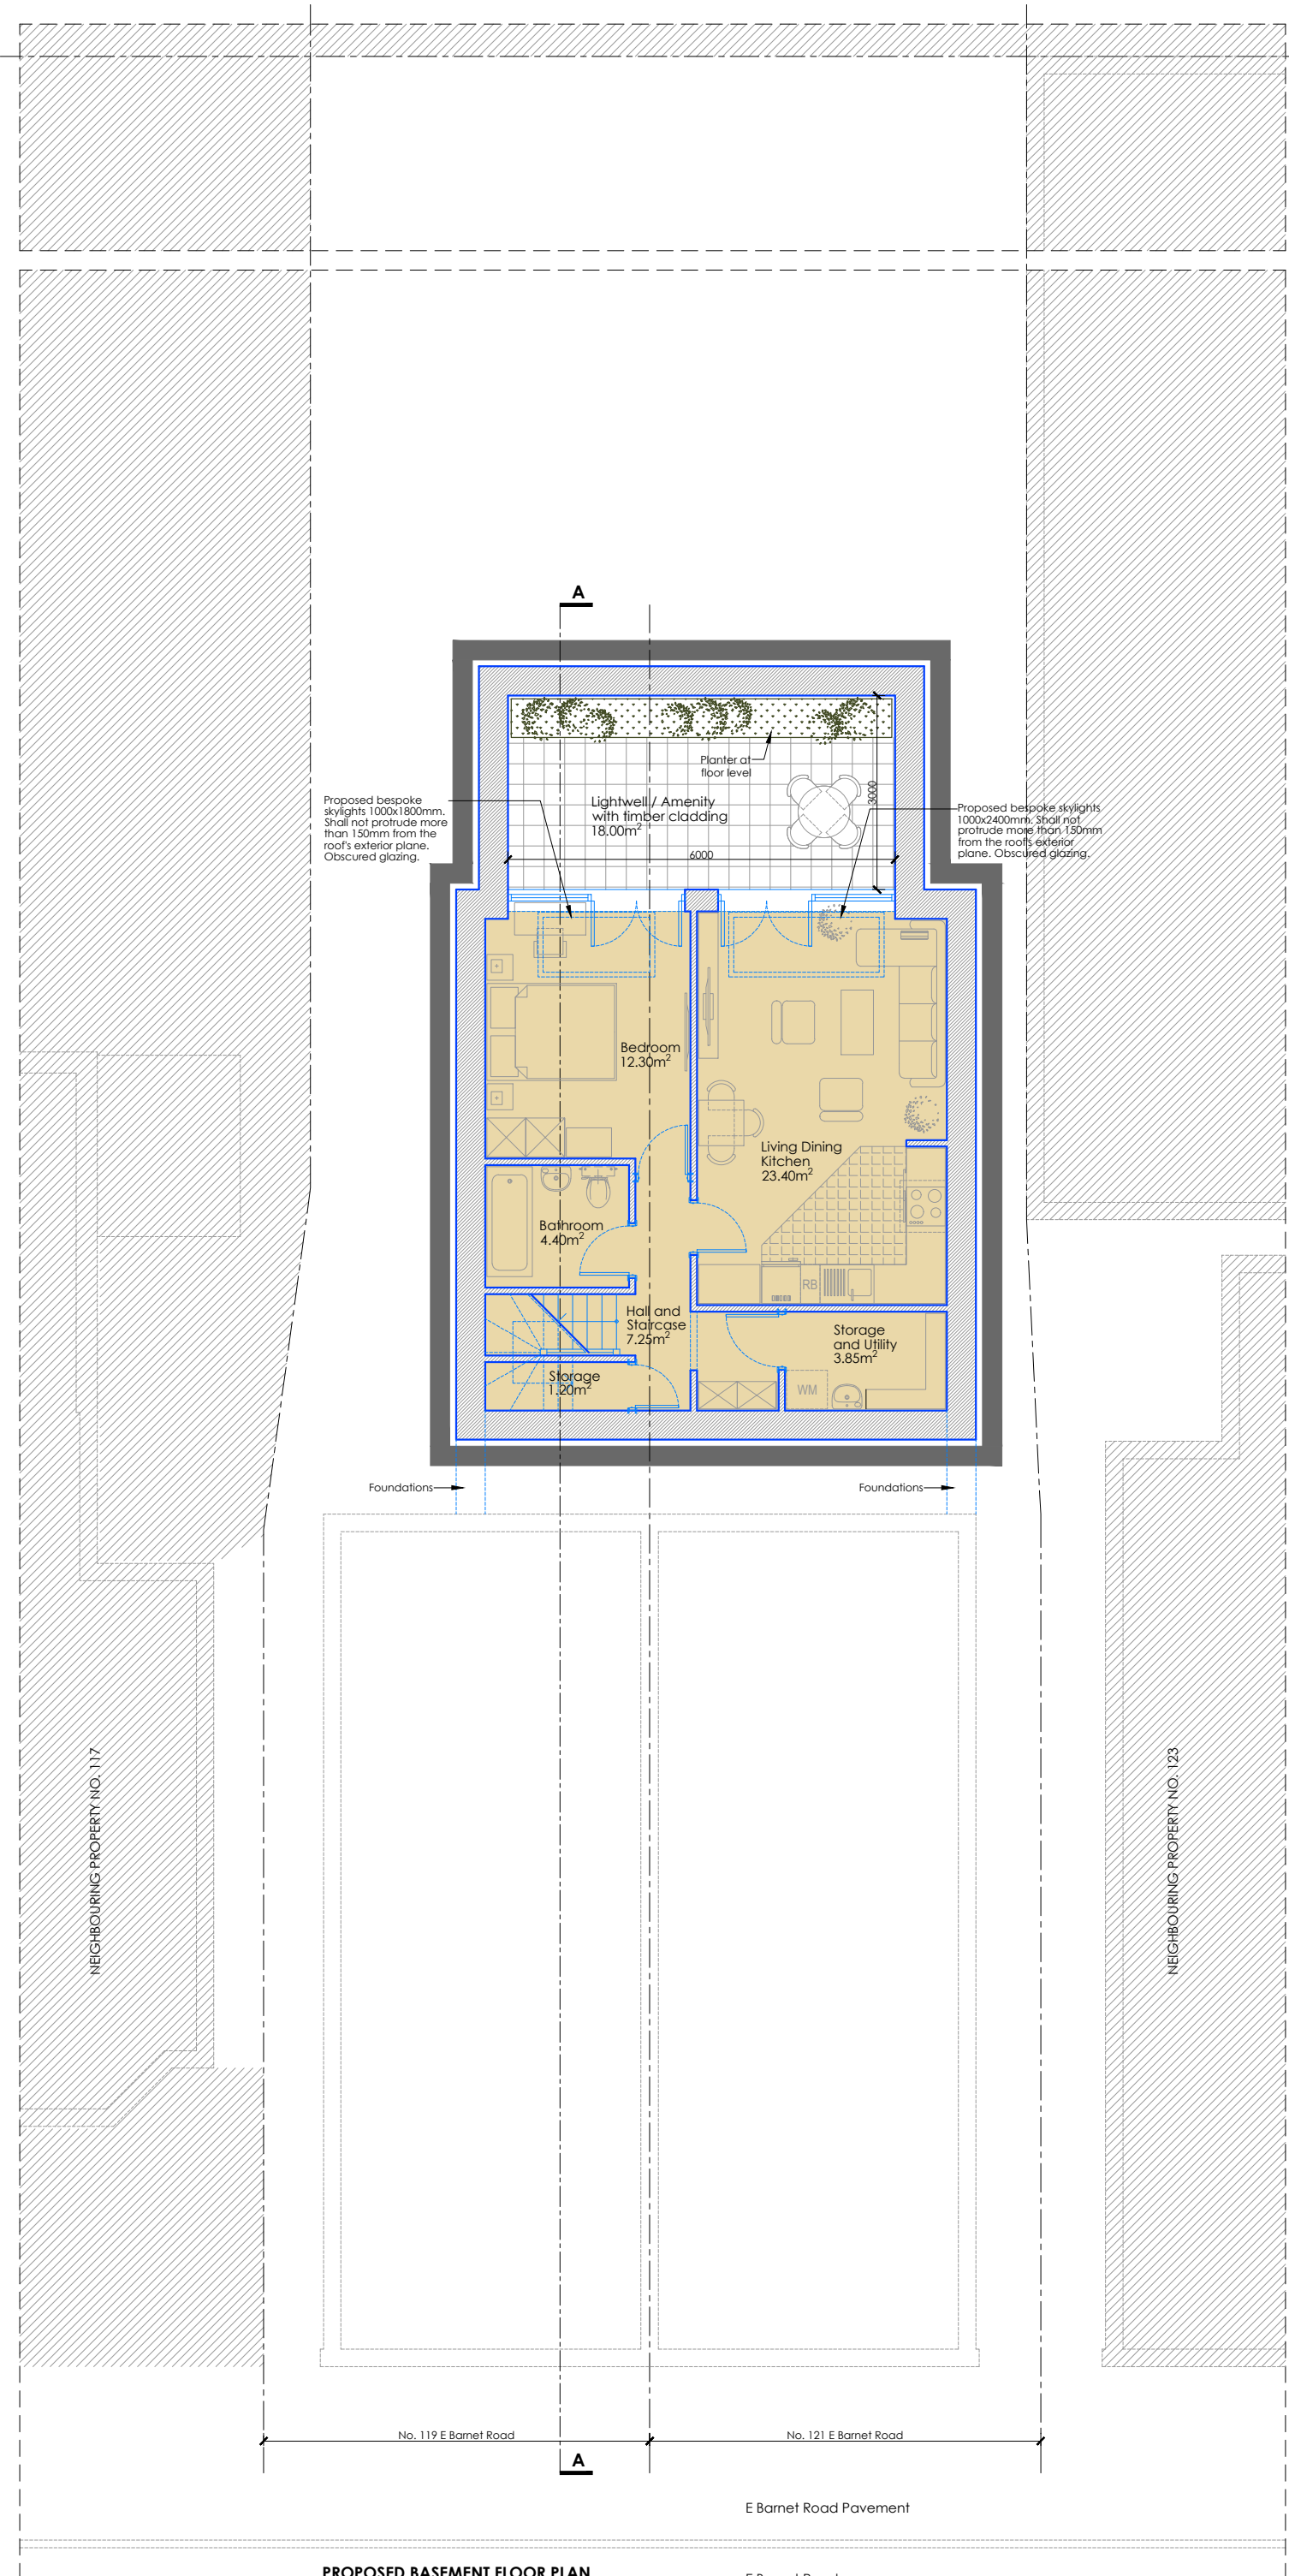 A
Planter at
floor level
Lightwell / Amenity
with timber cladding
18.00m²
3000
6000
Proposed bespoke
skylights 1000x1800mm.
Shall not protrude more
than 150mm from the
roof's exterior plane.
Obscured glazing.
Proposed bespoke skylights
1000x2400mm. Shall not
protrude more than 150mm
from the roof's exterior
plane. Obscured glazing.
Bedroom
12.30m²
Living Dining
Kitchen
23.40m²
Bathroom
4.40m²
RB
Hall and
Staircase
7.25m²
Storage
and Utility
3.85m²
Storage
1.20m²
WM
Foundations
Foundations
NEIGHBOURING PROPERTY NO. 117
NEIGHBOURING PROPERTY NO. 123
No. 119 E Barnet Road
No. 121 E Barnet Road
A
E Barnet Road Pavement
PROPOSED BASEMENT FLOOR PLAN
E Barnet Road